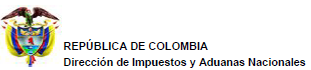 REPÚBLICA DE COLOMBIA
Dirección de Impuestos y Aduanas Nacionales